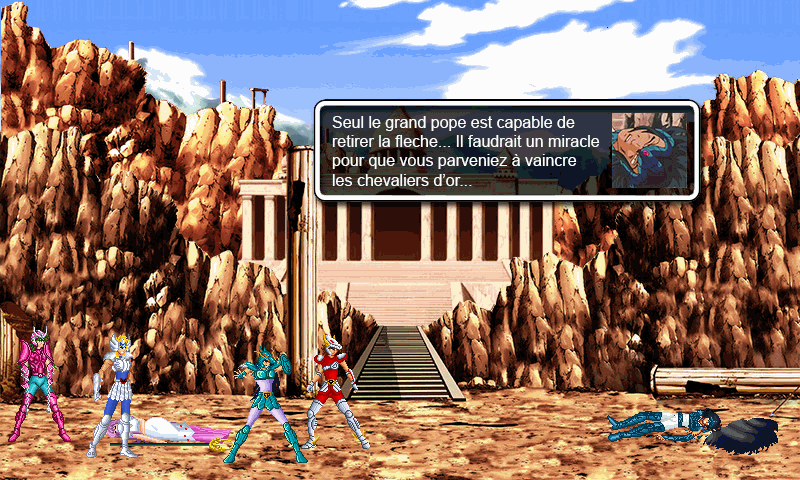 Seul le grand pope est capable de
retirer la fleche... Il faudrait un miracle
pour que vous parveniez à vaincre
les chevaliers d'or...